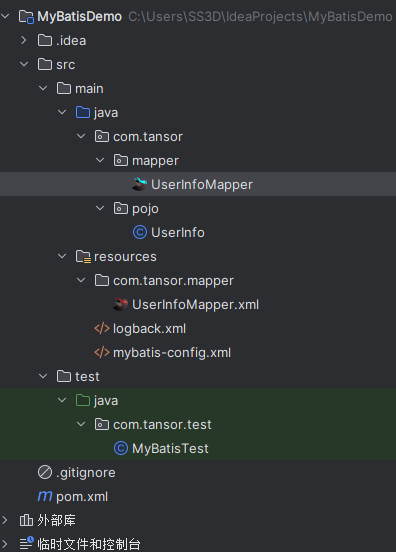 MyBatisDemo C:\Users\SS3D\IdeaProjects\MyBatisDemo
.idea
src
main
java
com.tansor
mapper
UserInfoMapper
pojo
UserInfo
resources
com.tansor.mapper
UserInfoMapper.xml
logback.xml
mybatis-config.xml
test
java
com.tansor.test
MyBatisTest
.gitignore
pom.xml
外部库
临时文件和控制台